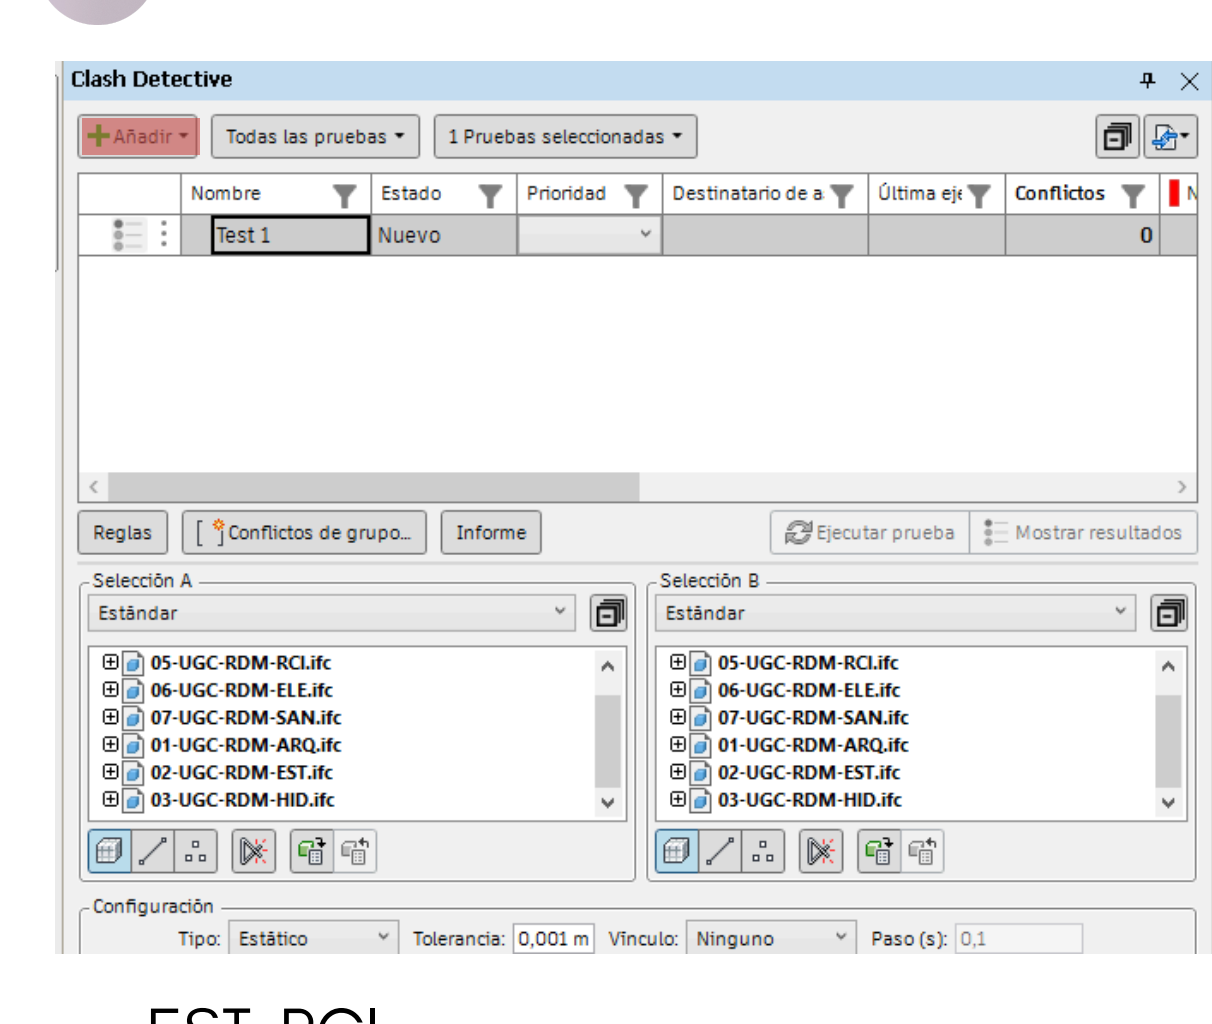 Clash Detective
Añadir
Todas las pruebas
1 Pruebas seleccionadas
Nombre Estado Prioridad Destinatario de a Última eje Conflictos N
Test 1 Nuevo 0
Reglas
Conflictos de grupo...
Informe
Ejecutar prueba
Mostrar resultados
Selección A
Estándar
05-UGC-RDM-RCI.ifc
06-UGC-RDM-ELE.ifc
07-UGC-RDM-SAN.ifc
01-UGC-RDM-ARQ.ifc
02-UGC-RDM-EST.ifc
03-UGC-RDM-HID.ifc
Selección B
Estándar
05-UGC-RDM-RCI.ifc
06-UGC-RDM-ELE.ifc
07-UGC-RDM-SAN.ifc
01-UGC-RDM-ARQ.ifc
02-UGC-RDM-EST.ifc
03-UGC-RDM-HID.ifc
Configuración
Tipo: Estático Tolerancia: 0,001 m Vínculo: Ninguno Paso (s): 0,1